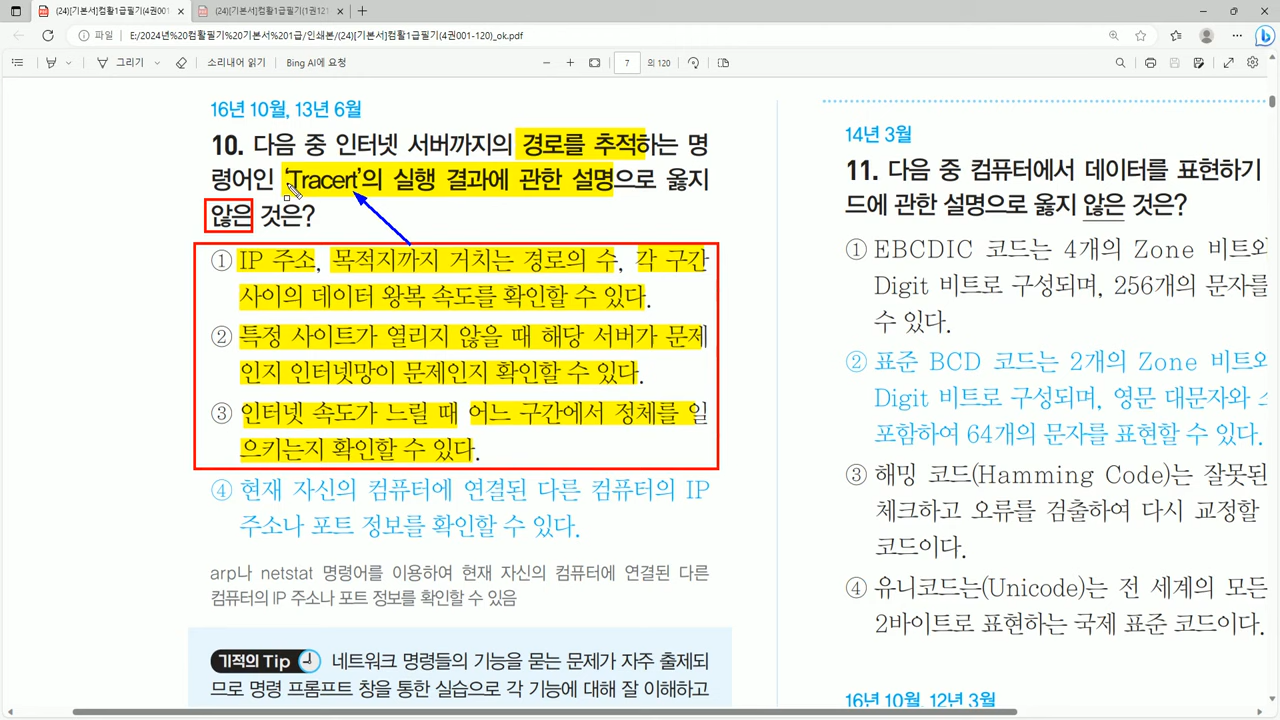 (24)[기본서]컴활1급필기(4권001
(24)[기본서]컴활1급필기(1권121
파일
E:/2024년%20컴활필기%20기본서%201급/인쇄본/(24)[기본서]컴활1급필기(4권001-120)_ok.pdf
그리기
소리내어 읽기
Bing AI에 요청
7
의 120
16년 10월, 13년 6월
10. 다음 중 인터넷 서버까지의 경로를 추적하는 명
령어인 ‘Tracert’의 실행 결과에 관한 설명으로 옳지
않은 것은?
① IP 주소, 목적지까지 거치는 경로의 수, 각 구간
사이의 데이터 왕복 속도를 확인할 수 있다.
② 특정 사이트가 열리지 않을 때 해당 서버가 문제
인지 인터넷망이 문제인지 확인할 수 있다.
③ 인터넷 속도가 느릴 때 어느 구간에서 정체를 일
으키는지 확인할 수 있다.
④ 현재 자신의 컴퓨터에 연결된 다른 컴퓨터의 IP
주소나 포트 정보를 확인할 수 있다.
arp나 netstat 명령어를 이용하여 현재 자신의 컴퓨터에 연결된 다른
컴퓨터의 IP 주소나 포트 정보를 확인할 수 있음
기적의 Tip 네트워크 명령들의 기능을 묻는 문제가 자주 출제되
므로 명령 프롬프트 창을 통한 실습으로 각 기능에 대해 잘 이해하고
14년 3월
11. 다음 중 컴퓨터에서 데이터를 표현하기
드에 관한 설명으로 옳지 않은 것은?
① EBCDIC 코드는 4개의 Zone 비트와
Digit 비트로 구성되며, 256개의 문자를
수 있다.
② 표준 BCD 코드는 2개의 Zone 비트와
Digit 비트로 구성되며, 영문 대문자와
포함하여 64개의 문자를 표현할 수 있다.
③ 해밍 코드(Hamming Code)는 잘못된
체크하고 오류를 검출하여 다시 교정할
코드이다.
④ 유니코드는(Unicode)는 전 세계의 모든
2바이트로 표현하는 국제 표준 코드이다.
16년 10월, 12년 3월